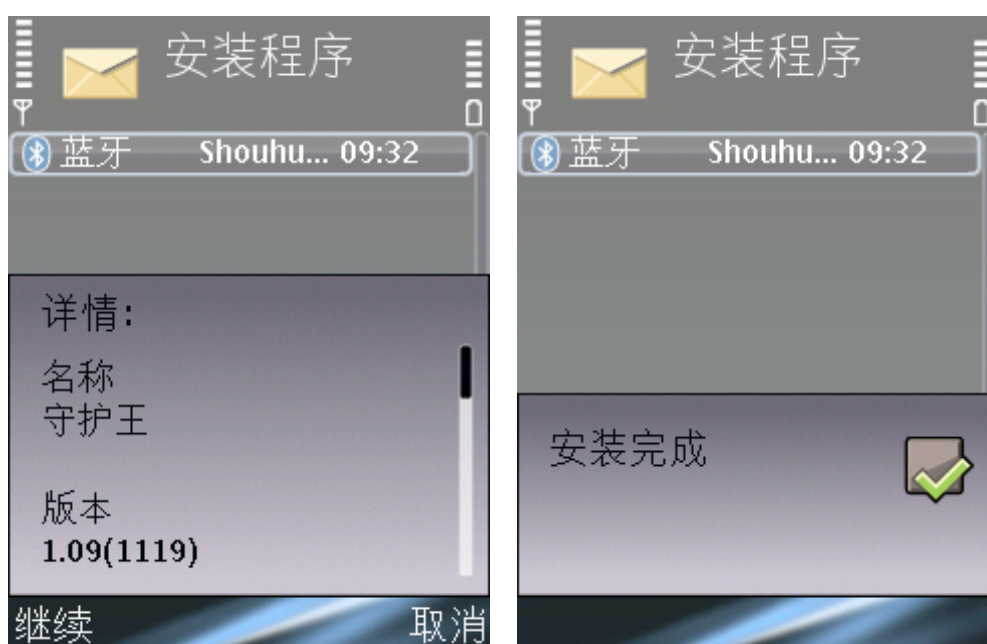 安装程序
蓝牙 Shouhu... 09:32
详情:
名称
守护王
版本
1.09(1119)
继续 取消
安装程序
蓝牙 Shouhu... 09:32
安装完成